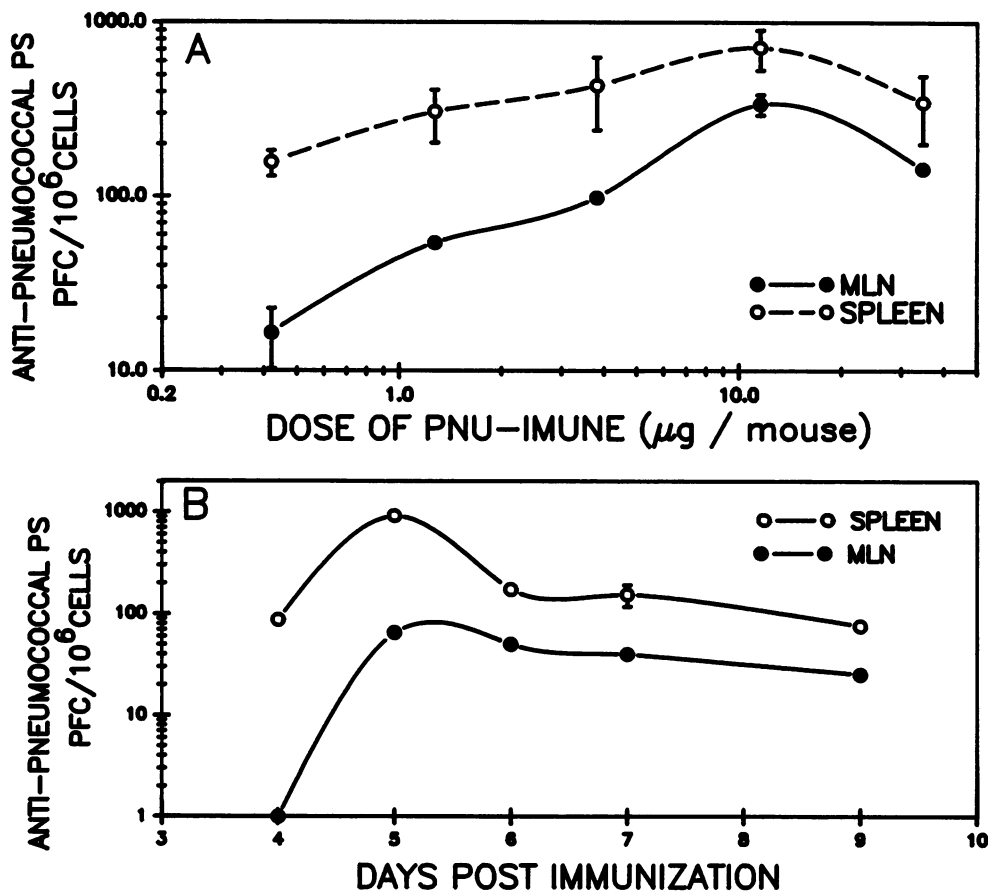 A
ANTI-PNEUMOCOCCAL PS
PFC/10⁶CELLS
1000.0
100.0
10.0
MLN
SPLEEN
0.2 1.0 10.0
DOSE OF PNU-IMUNE (μg / mouse)
B
ANTI-PNEUMOCOCCAL PS
PFC/10⁶CELLS
1000
100
10
1
SPLEEN
MLN
3 4 5 6 7 8 9 10
DAYS POST IMMUNIZATION